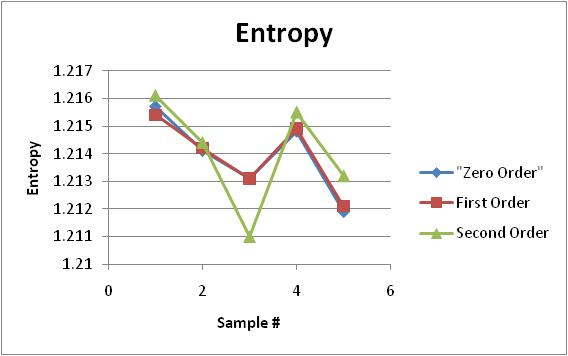 Entropy
1.217
1.216
1.215
1.214
1.213
1.212
1.211
1.21
Entropy
0
2
4
6
Sample #
"Zero Order"
First Order
Second Order